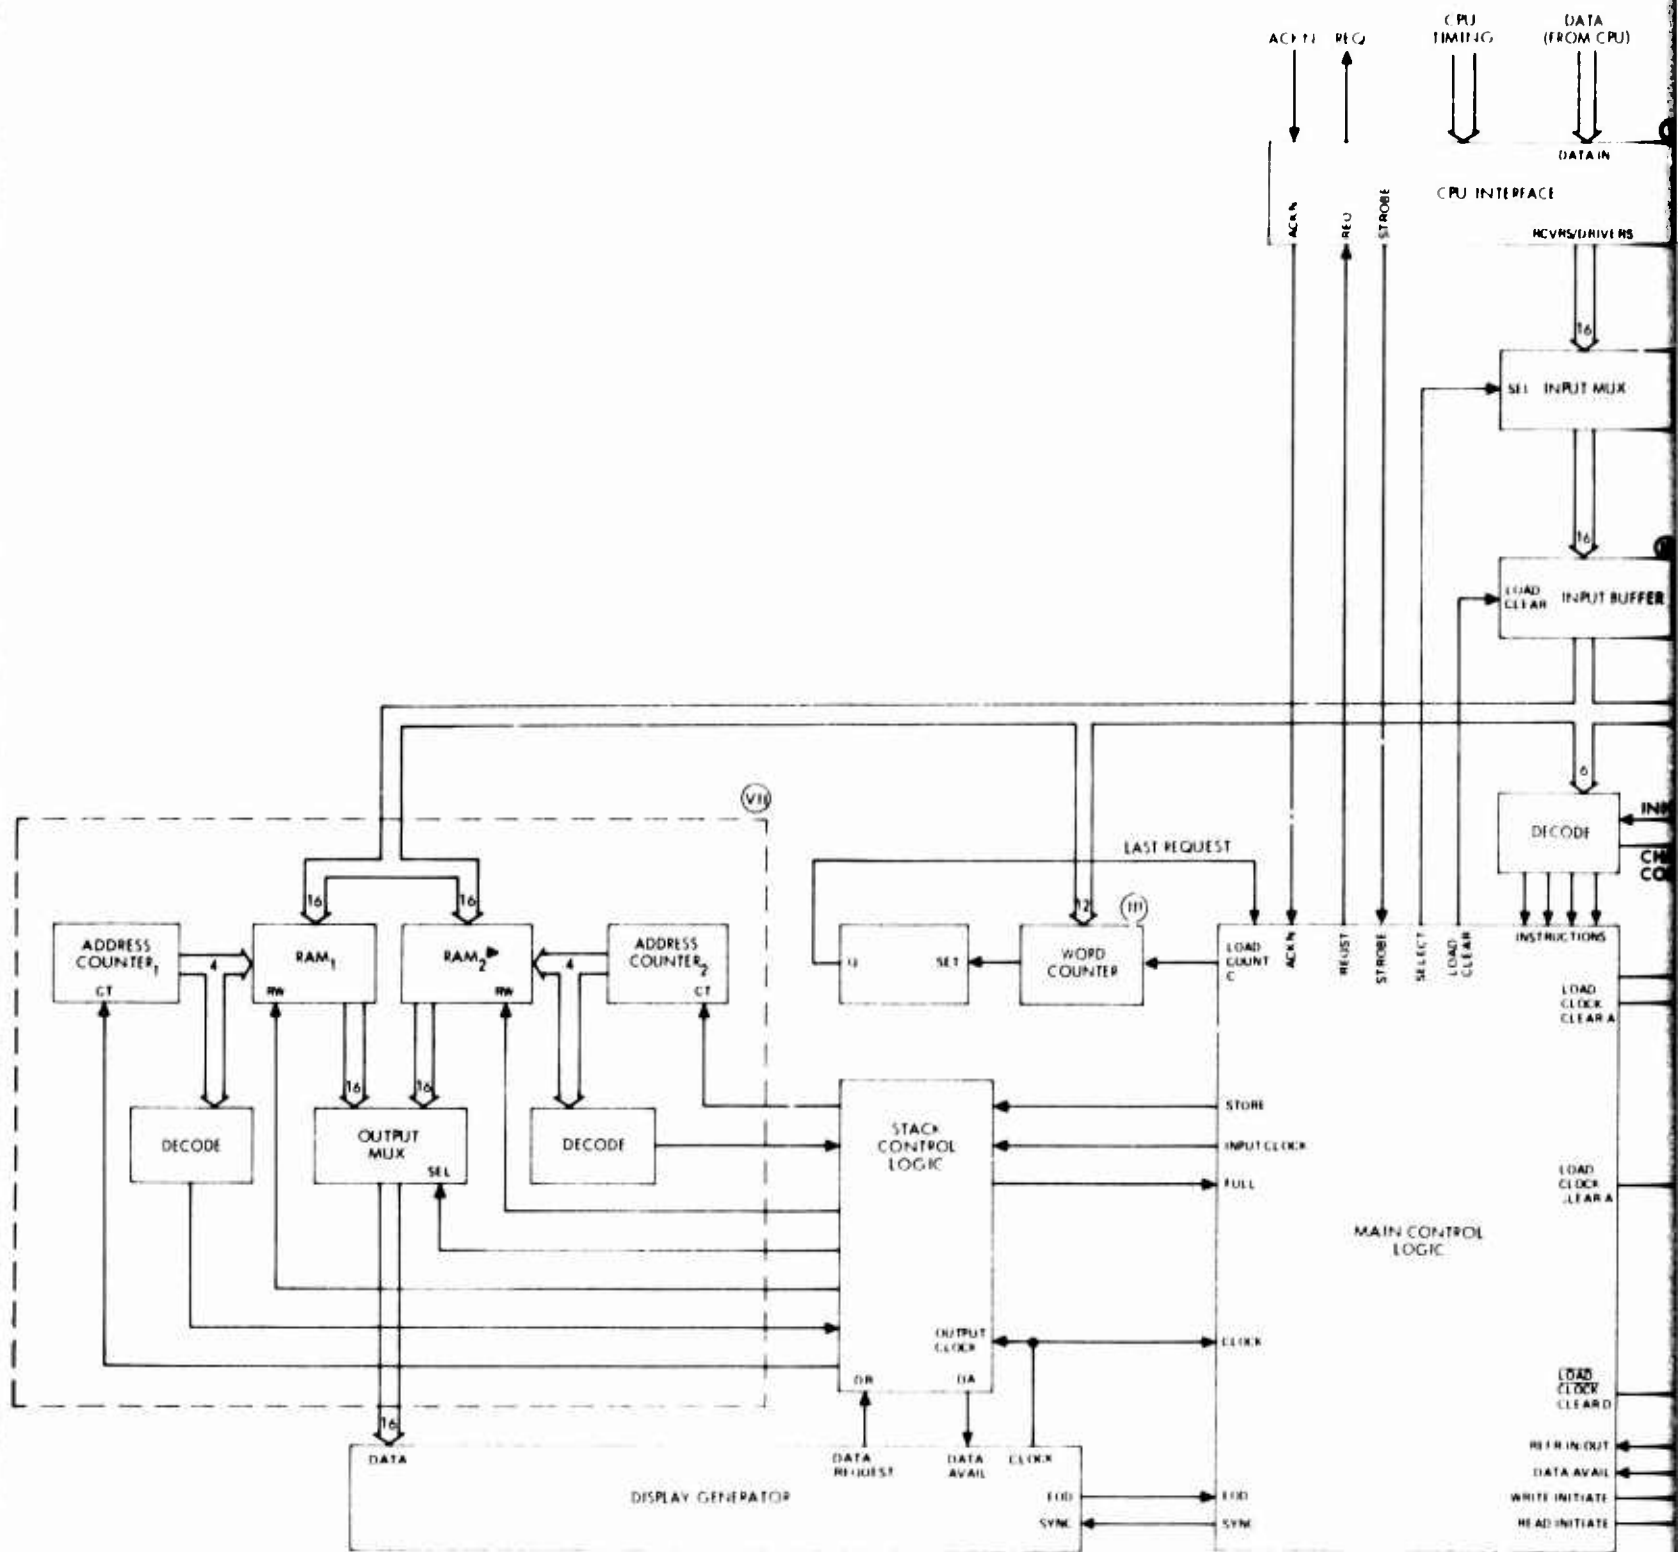 ACKN REQ
CPU
TIMING
DATA
(FROM CPU)
DATA IN
CPU INTERFACE
ACKN
REQ
STROBE
RCVRS/DRIVERS
16
SEL INPUT MUX
16
LOAD
CLEAR
INPUT BUFFER
6
DECODE
VII
LAST REQUEST
16
16
12
III
ADDRESS
COUNTER1
CT
4
RAM1
RW
RAM2
RW
4
ADDRESS
COUNTER2
CT
SET
WORD
COUNTER
LOAD
COUNT
C
ACKN
REUST
STROBE
SELECT
LOAD
CLEAR
INSTRUCTIONS
LOAD
CLOCK
CLEAR A
16
16
DECODE
OUTPUT
MUX
SEL
DECODE
STACK
CONTROL
LOGIC
STORE
INPUT CLOCK
FULL
LOAD
CLOCK
CLEAR A
MAIN CONTROL
LOGIC
OUTPUT
CLOCK
CLOCK
DR
DA
LOAD
CLOCK
CLEAR D
16
DATA
DATA
REQUEST
DATA
AVAIL
CLOCK
DISPLAY GENERATOR
EOD
SYNC
EOD
SYNC
REFR IN/OUT
DATA AVAIL
WRITE INITIATE
READ INITIATE